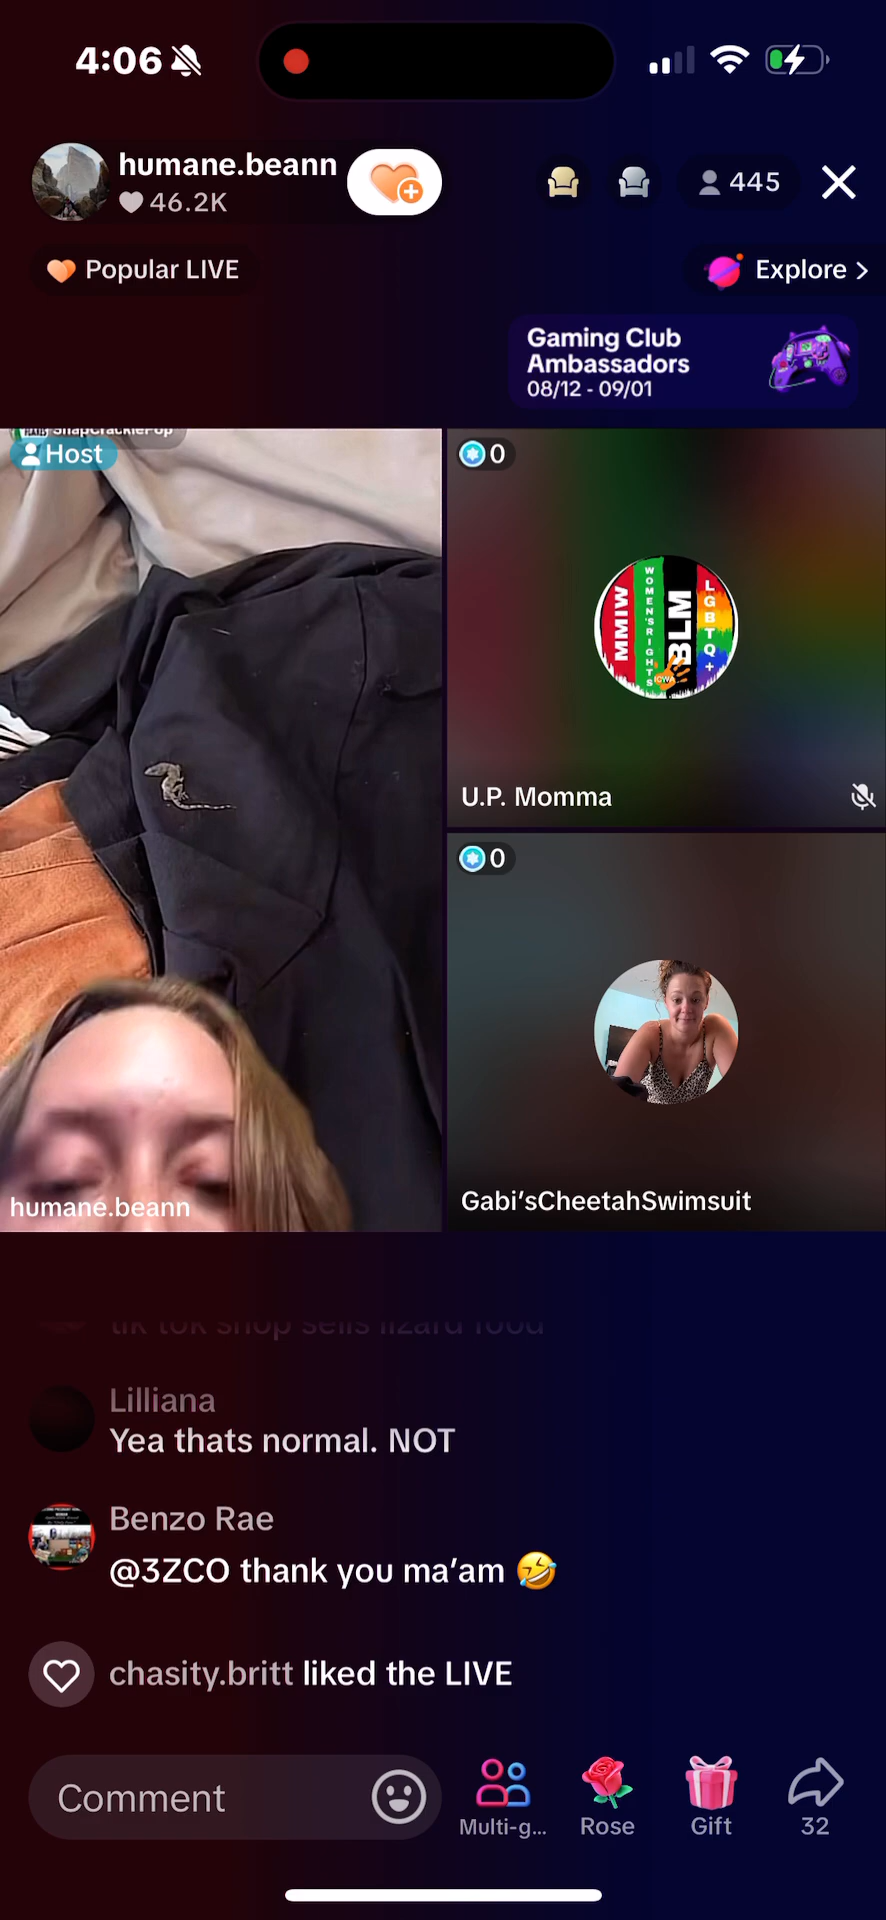 4:06
humane.beann
46.2K
445
Popular LIVE
Explore >
Gaming Club
Ambassadors
08/12 - 09/01
SnapCracklePop
Host
0
MMIW
WOMEN'S RIGHTS
BLM
LGBTQ+
U.P. Momma
0
humane.beann
Gabi'sCheetahSwimsuit
tik tok shop sells lizard food
Lilliana
Yea thats normal. NOT
Benzo Rae
@3ZCO thank you ma'am 🤣
chasity.britt liked the LIVE
Comment
Multi-g...
Rose
Gift
32